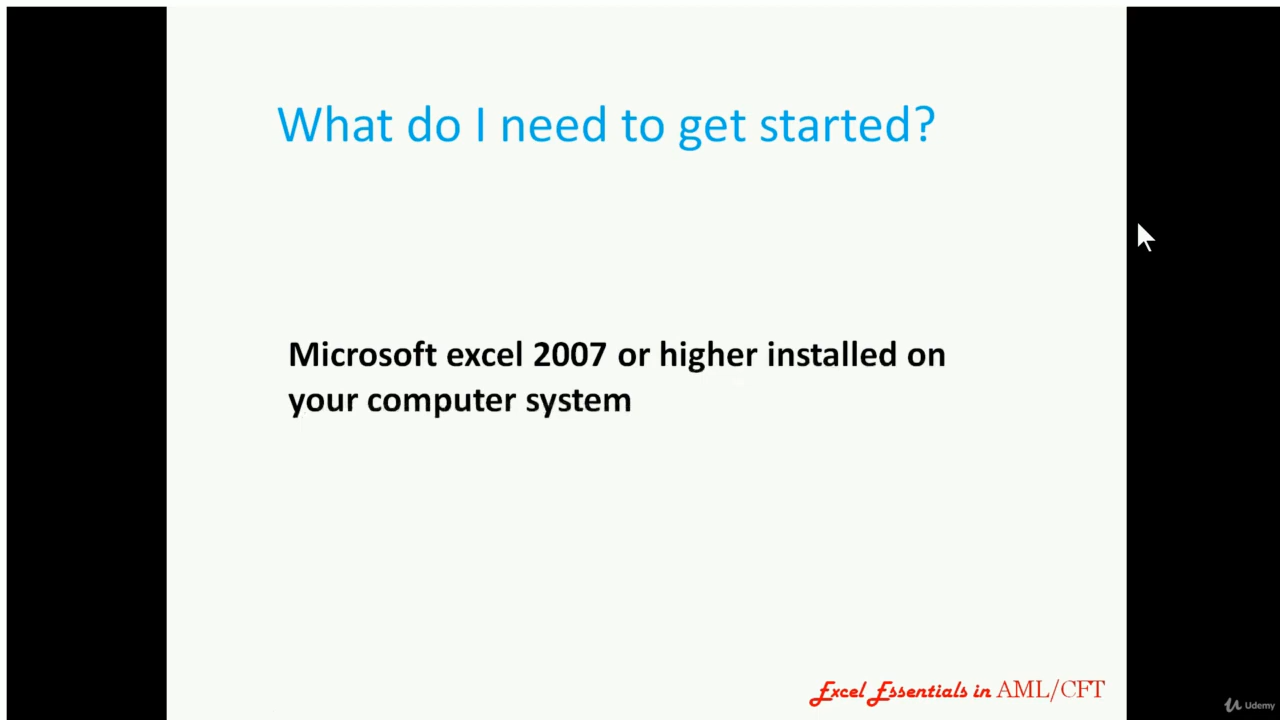 What do I need to get started?
Microsoft excel 2007 or higher installed on
your computer system
Excel Essentials in AML/CFT
Udemy